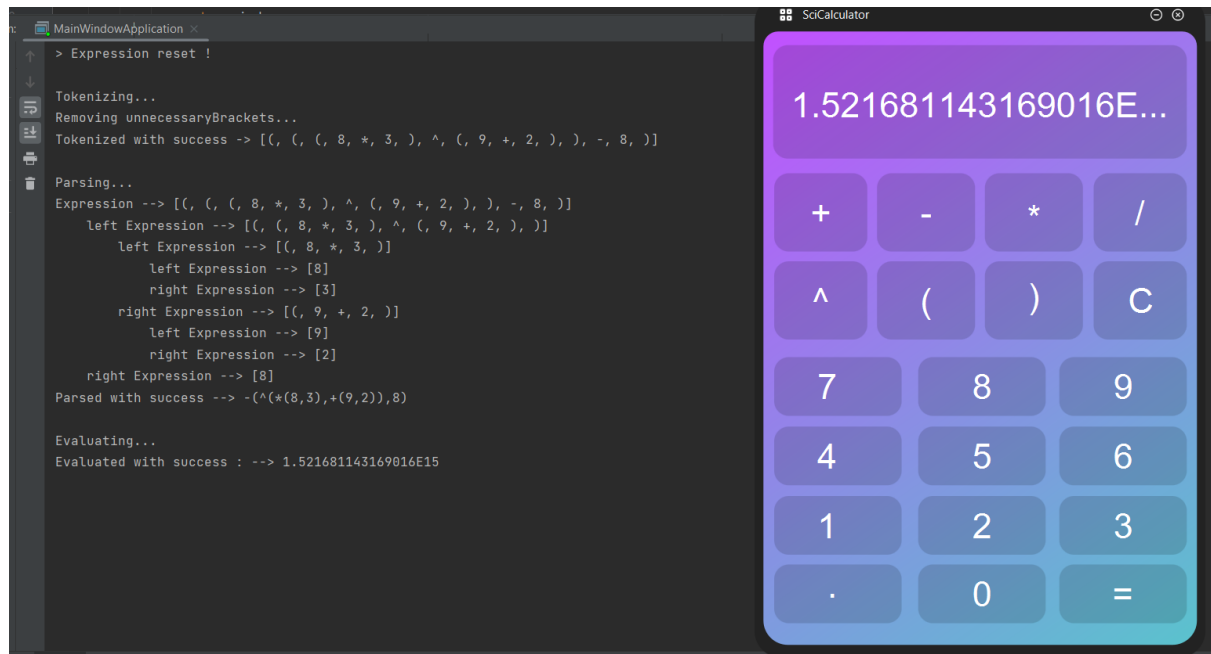 MainWindowApplication ×
> Expression reset !
Tokenizing...
Removing unnecessaryBrackets...
Tokenized with success -> [(, (, (, 8, *, 3, ), ^, (, 9, +, 2, ), ), -, 8, )]
Parsing...
Expression --> [(, (, (, 8, *, 3, ), ^, (, 9, +, 2, ), ), -, 8, )]
left Expression --> [(, (, 8, *, 3, ), ^, (, 9, +, 2, ), )]
left Expression --> [(, 8, *, 3, )]
left Expression --> [8]
right Expression --> [3]
right Expression --> [(, 9, +, 2, )]
left Expression --> [9]
right Expression --> [2]
right Expression --> [8]
Parsed with success --> -(^(*(8,3),+(9,2)),8)
Evaluating...
Evaluated with success : --> 1.521681143169016E15
SciCalculator
1.521681143169016E...
+ - * /
^ ( ) C
7 8 9
4 5 6
1 2 3
. 0 =